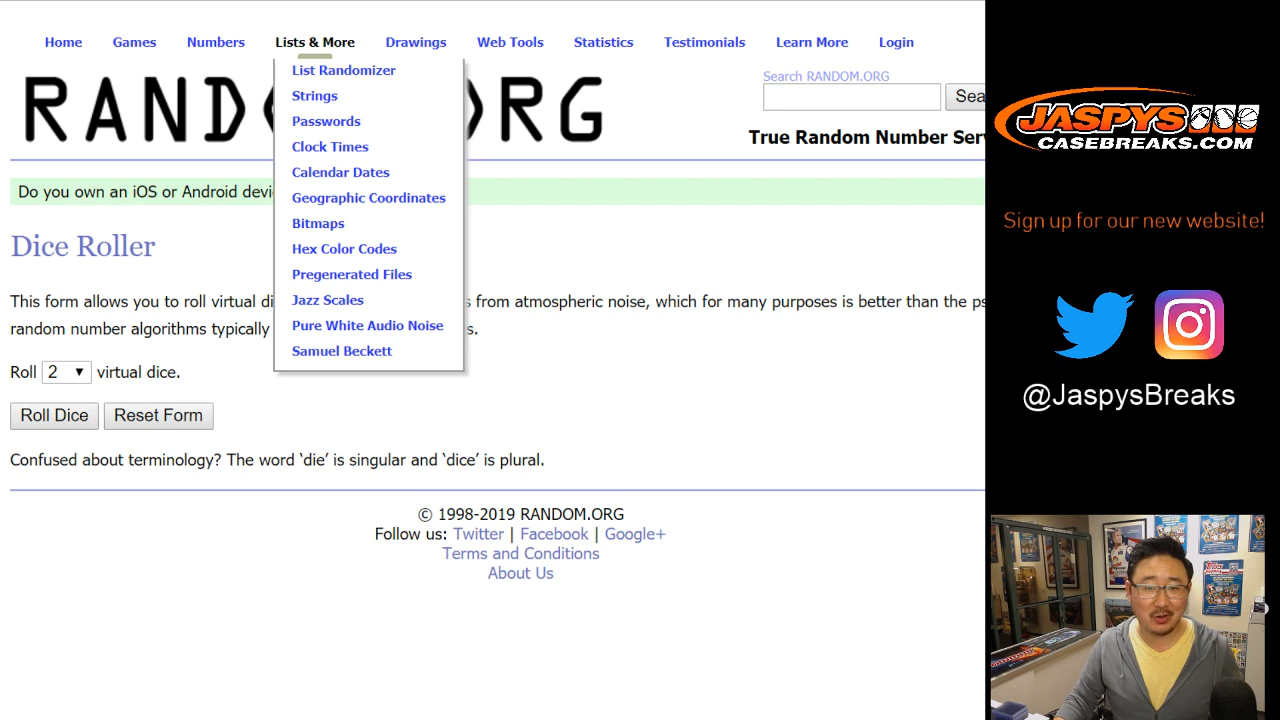 Home Games Numbers Lists & More Drawings Web Tools Statistics Testimonials Learn More Login
List Randomizer
Strings
Passwords
Clock Times
Calendar Dates
Geographic Coordinates
Bitmaps
Hex Color Codes
Pregenerated Files
Jazz Scales
Pure White Audio Noise
Samuel Beckett
RAND RG
Search RANDOM.ORG
Sea
True Random Number Ser
Do you own an iOS or Android devi
Dice Roller
This form allows you to roll virtual di s from atmospheric noise, which for many purposes is better than the ps
random number algorithms typically s.
Roll 2 virtual dice.
Roll Dice Reset Form
Confused about terminology? The word ‘die’ is singular and ‘dice’ is plural.
© 1998-2019 RANDOM.ORG
Follow us: Twitter | Facebook | Google+
Terms and Conditions
About Us
JASPYS
CASEBREAKS.COM
Sign up for our new website!
@JaspysBreaks